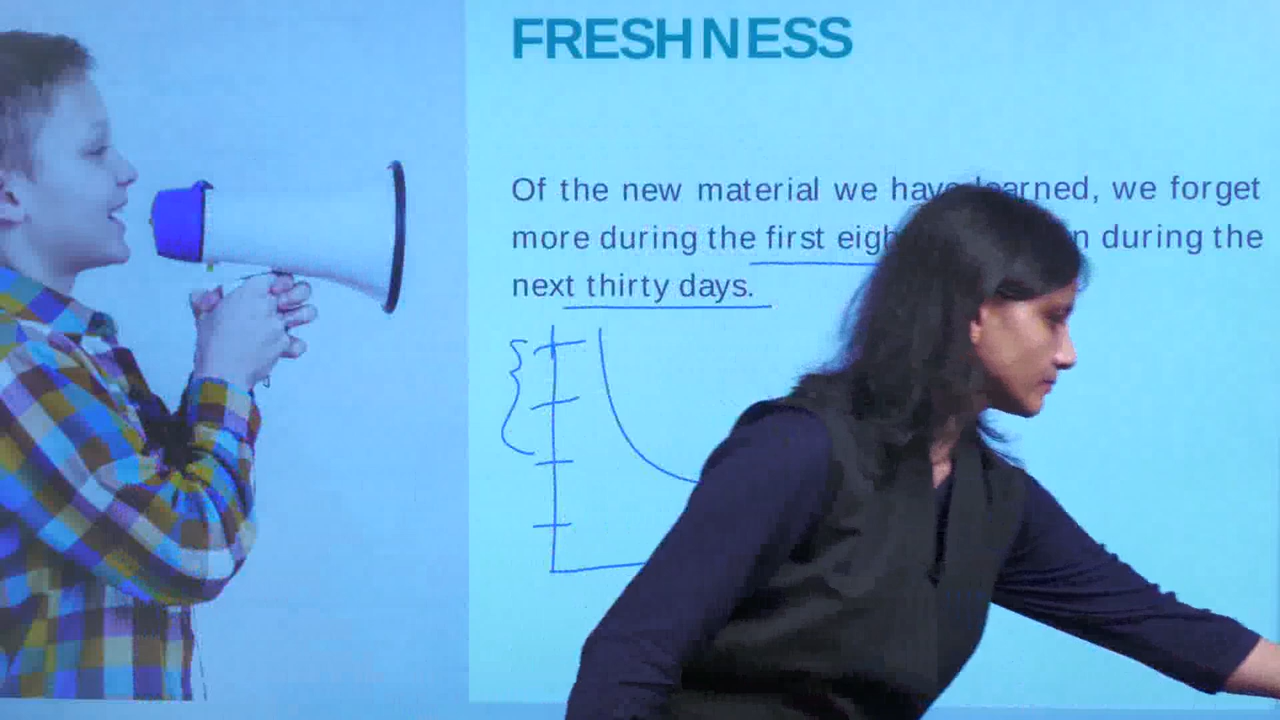 FRESHNESS
Of the new material we have learned, we forget
more during the first eigh during the
next thirty days.